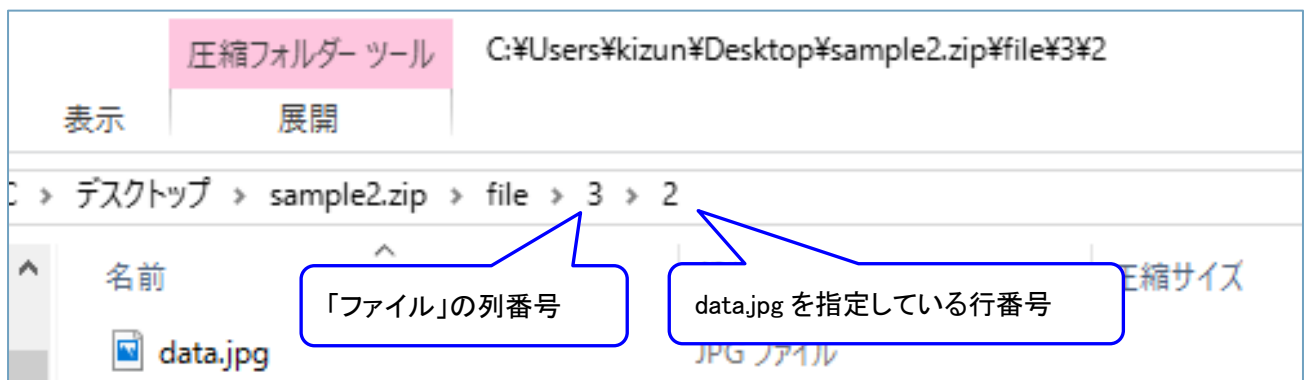 圧縮フォルダー ツール C:¥Users¥kizun¥Desktop¥sample2.zip¥file¥3¥2
表示 展開
> デスクトップ > sample2.zip > file > 3 > 2
名前 圧縮サイズ
「ファイル」の列番号 data.jpg を指定している行番号
data.jpg JPG ファイル